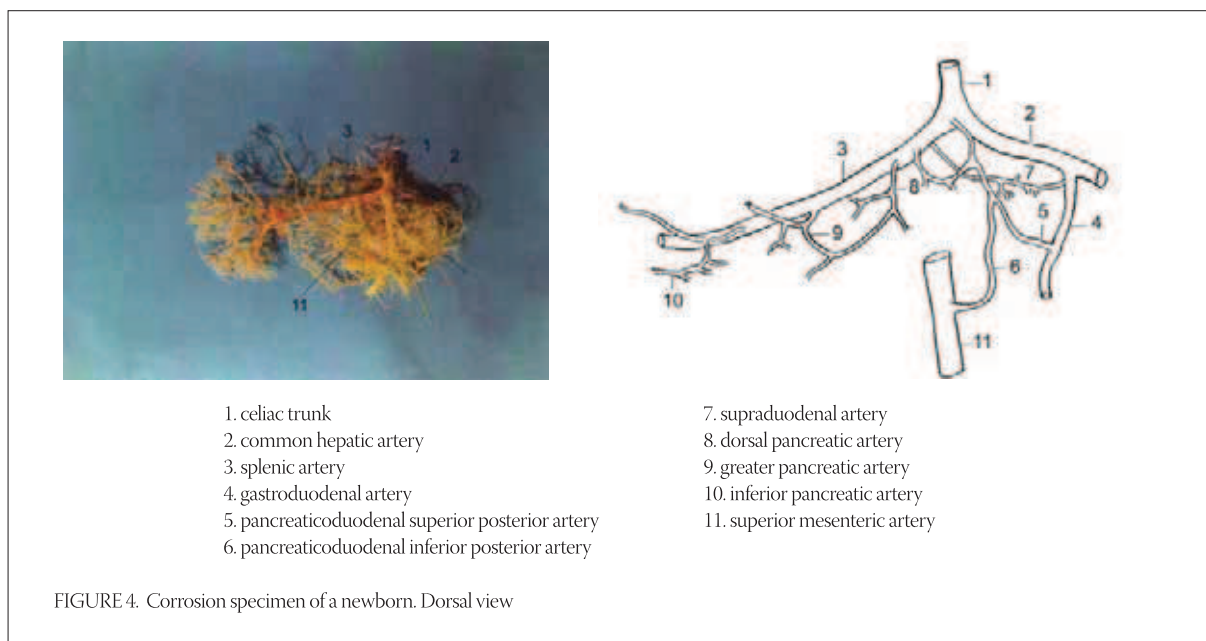 3
1
2
11
1
2
3
7
8
5
4
9
6
10
11
1. celiac trunk
2. common hepatic artery
3. splenic artery
4. gastroduodenal artery
5. pancreaticoduodenal superior posterior artery
6. pancreaticoduodenal inferior posterior artery
7. supraduodenal artery
8. dorsal pancreatic artery
9. greater pancreatic artery
10. inferior pancreatic artery
11. superior mesenteric artery
FIGURE 4. Corrosion specimen of a newborn. Dorsal view